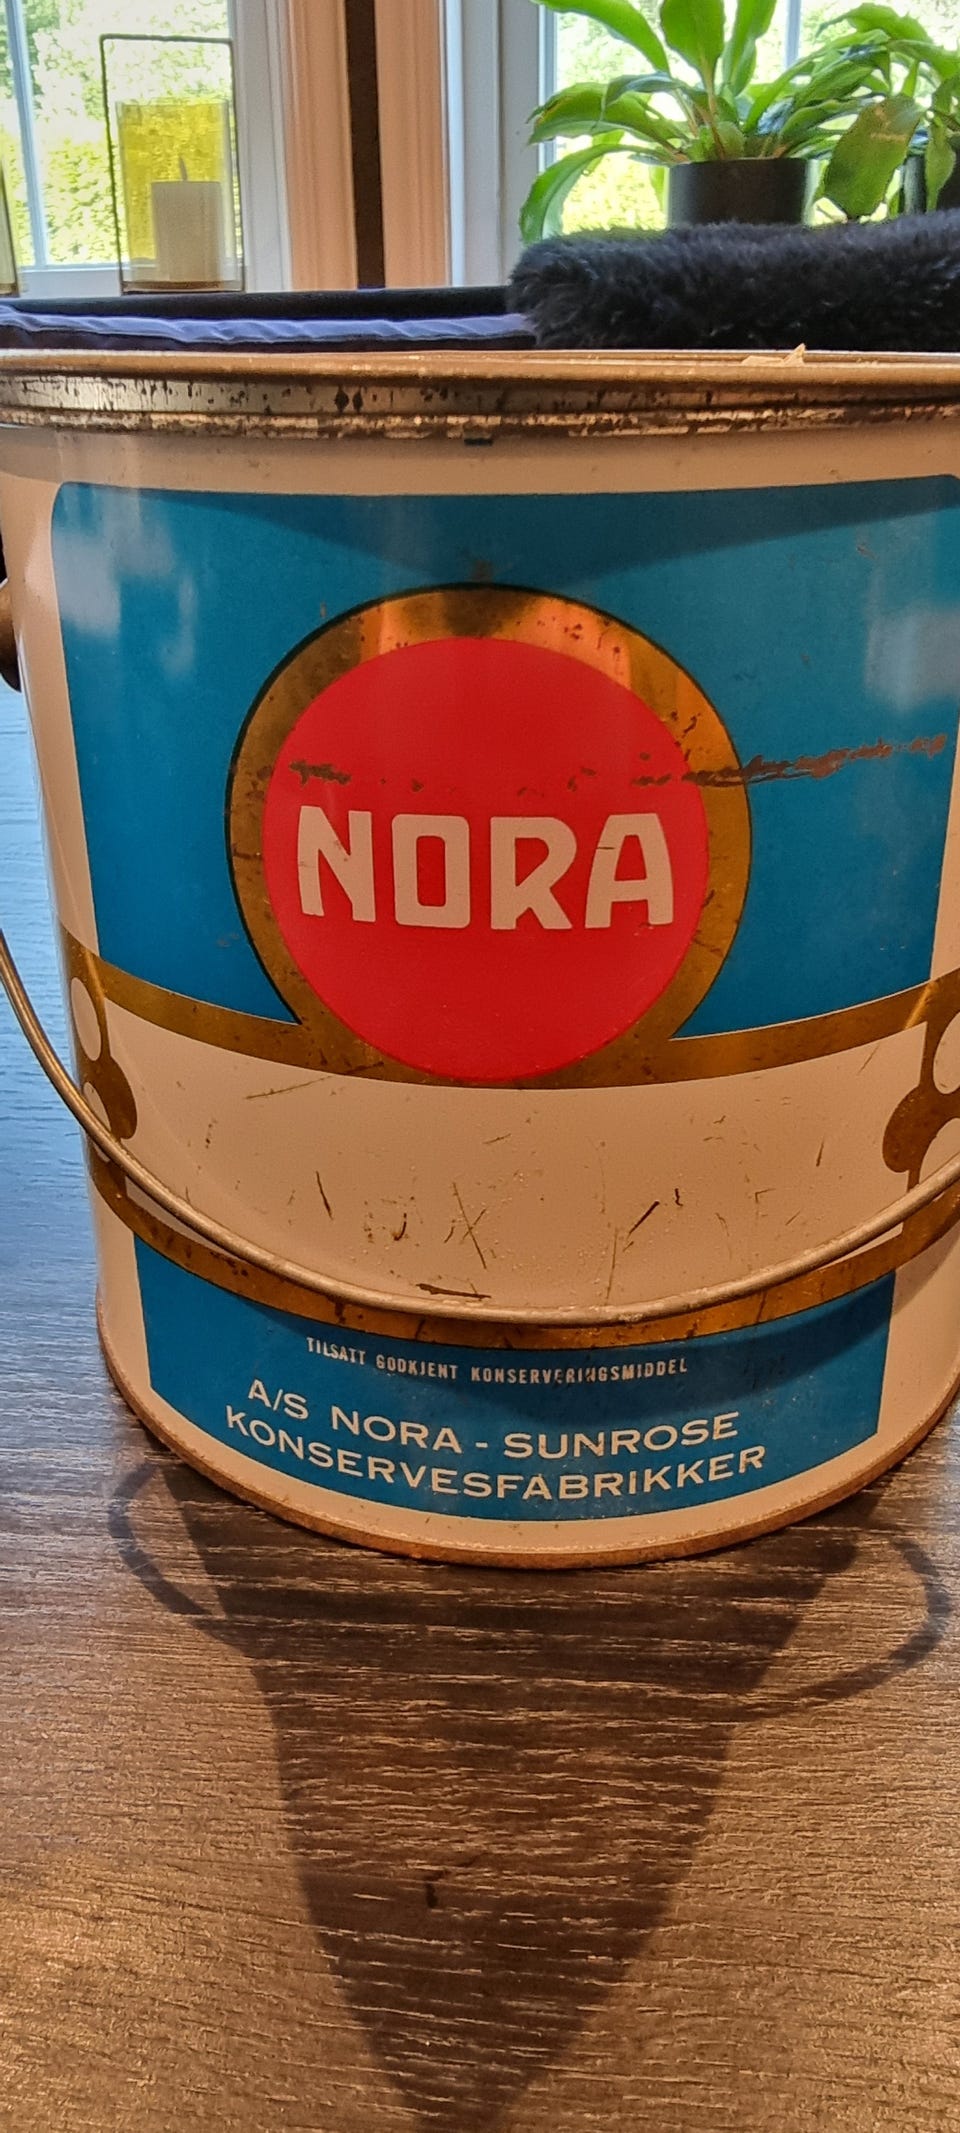 NORA
TILSATT GODKJENT KONSERVERINGSMIDDEL
A/S NORA - SUNROSE
KONSERVESFABRIKKER